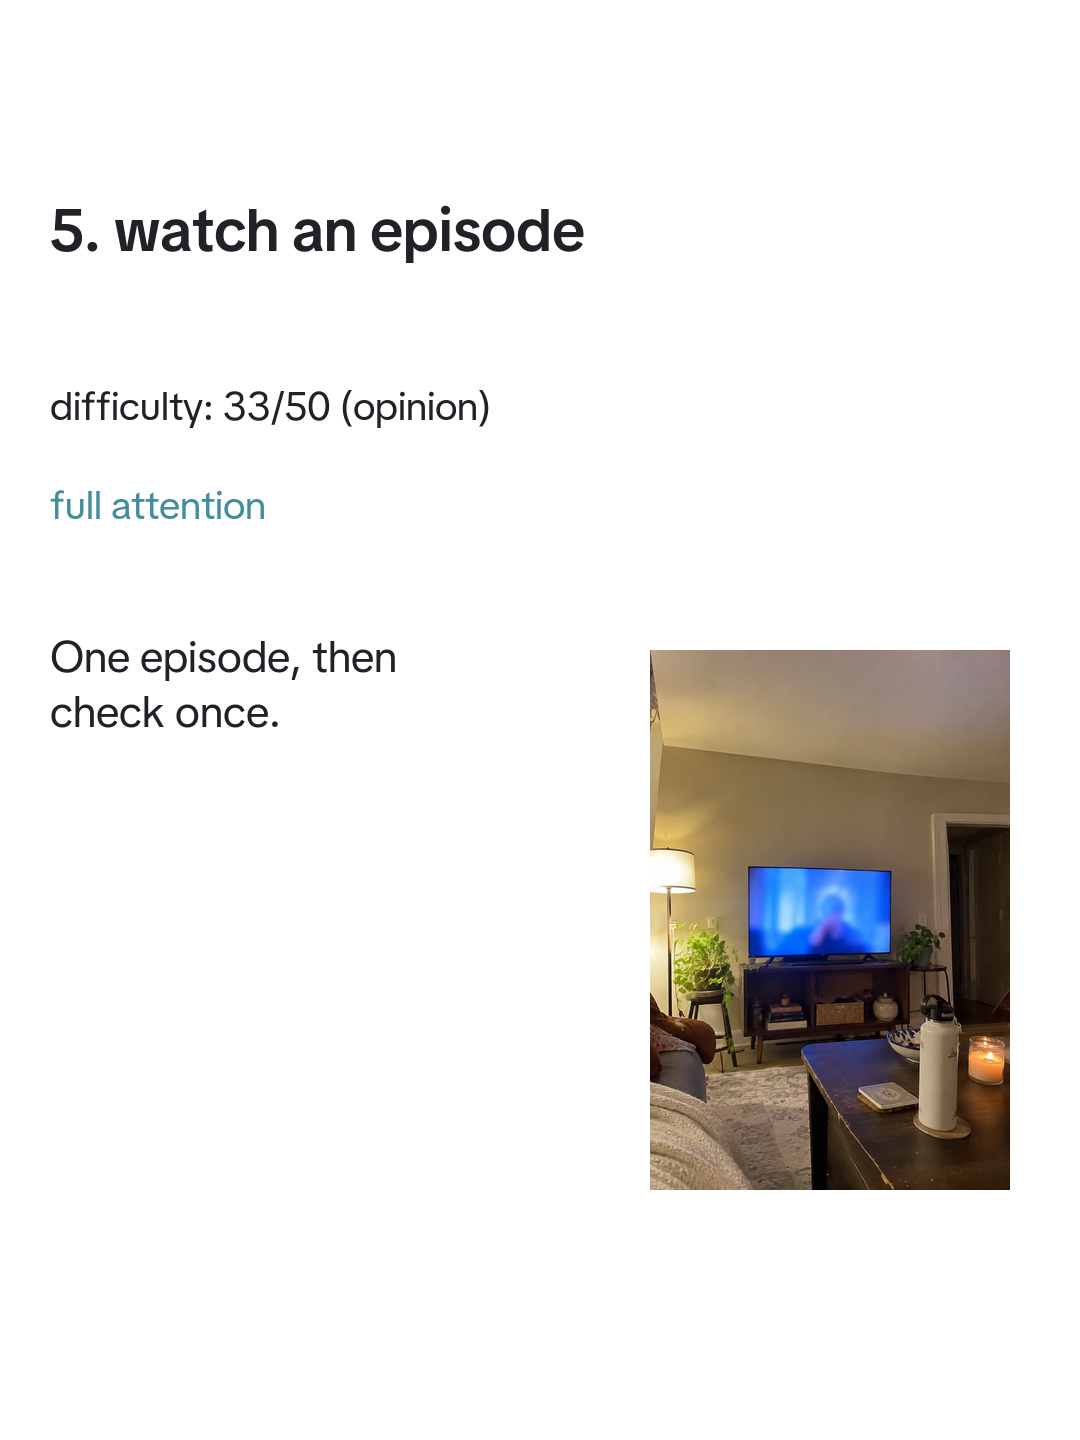 5. watch an episode
difficulty: 33/50 (opinion)
full attention
One episode, then
check once.